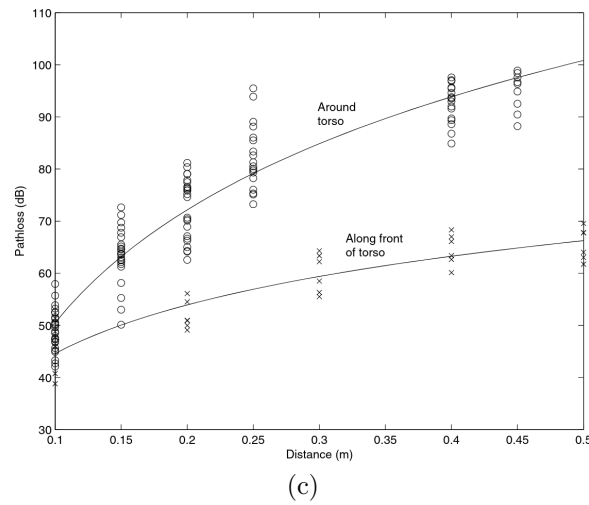 110
100
90
80
70
60
50
40
30
Pathloss (dB)
Around
torso
Along front
of torso
0.1 0.15 0.2 0.25 0.3 0.35 0.4 0.45 0.5
Distance (m)
(c)